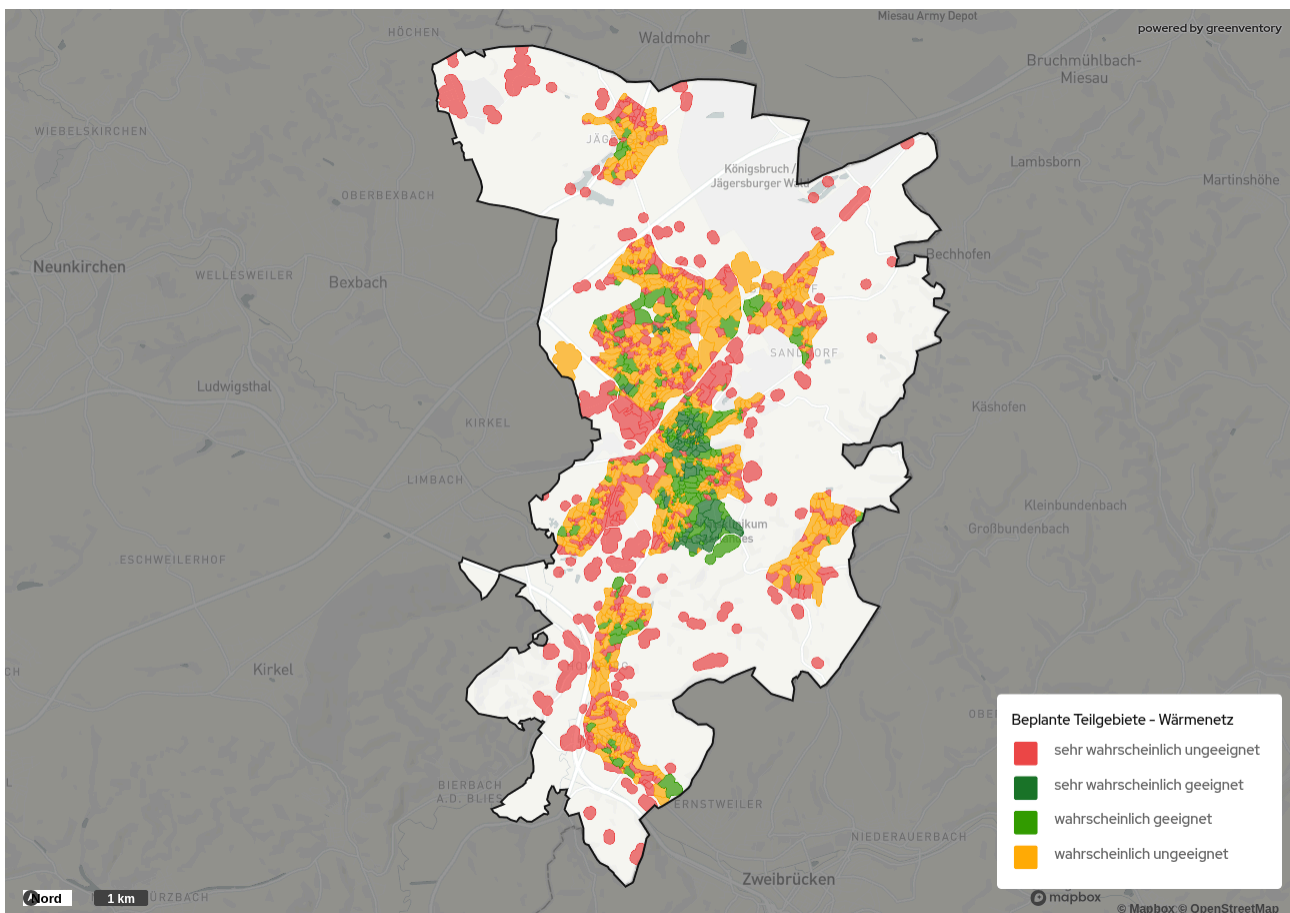 HÖCHEN
Waldmohr
Miesau Army Depot
powered by greenventory
Bruchmühlbach-
Miesau
WIEBELSKIRCHEN
Lambsborn
Königsbruch /
Jägersburger Wald
Martinshöhe
OBERBEXBACH
Neunkirchen
WELLESWEILER
Bexbach
Bechhofen
SANDDORF
Ludwigsthal
KIRKEL
Käshofen
LIMBACH
Kleinbundenbach
Großbundenbach
ESCHWEILERHOF
Kirkel
BIERBACH
A.D. BLIES
ERNSTWEILER
NIEDERAUERBACH
Zweibrücken
Beplante Teilgebiete - Wärmenetz
sehr wahrscheinlich ungeeignet
sehr wahrscheinlich geeignet
wahrscheinlich geeignet
wahrscheinlich ungeeignet
Nord
1 km
mapbox
© Mapbox © OpenStreetMap